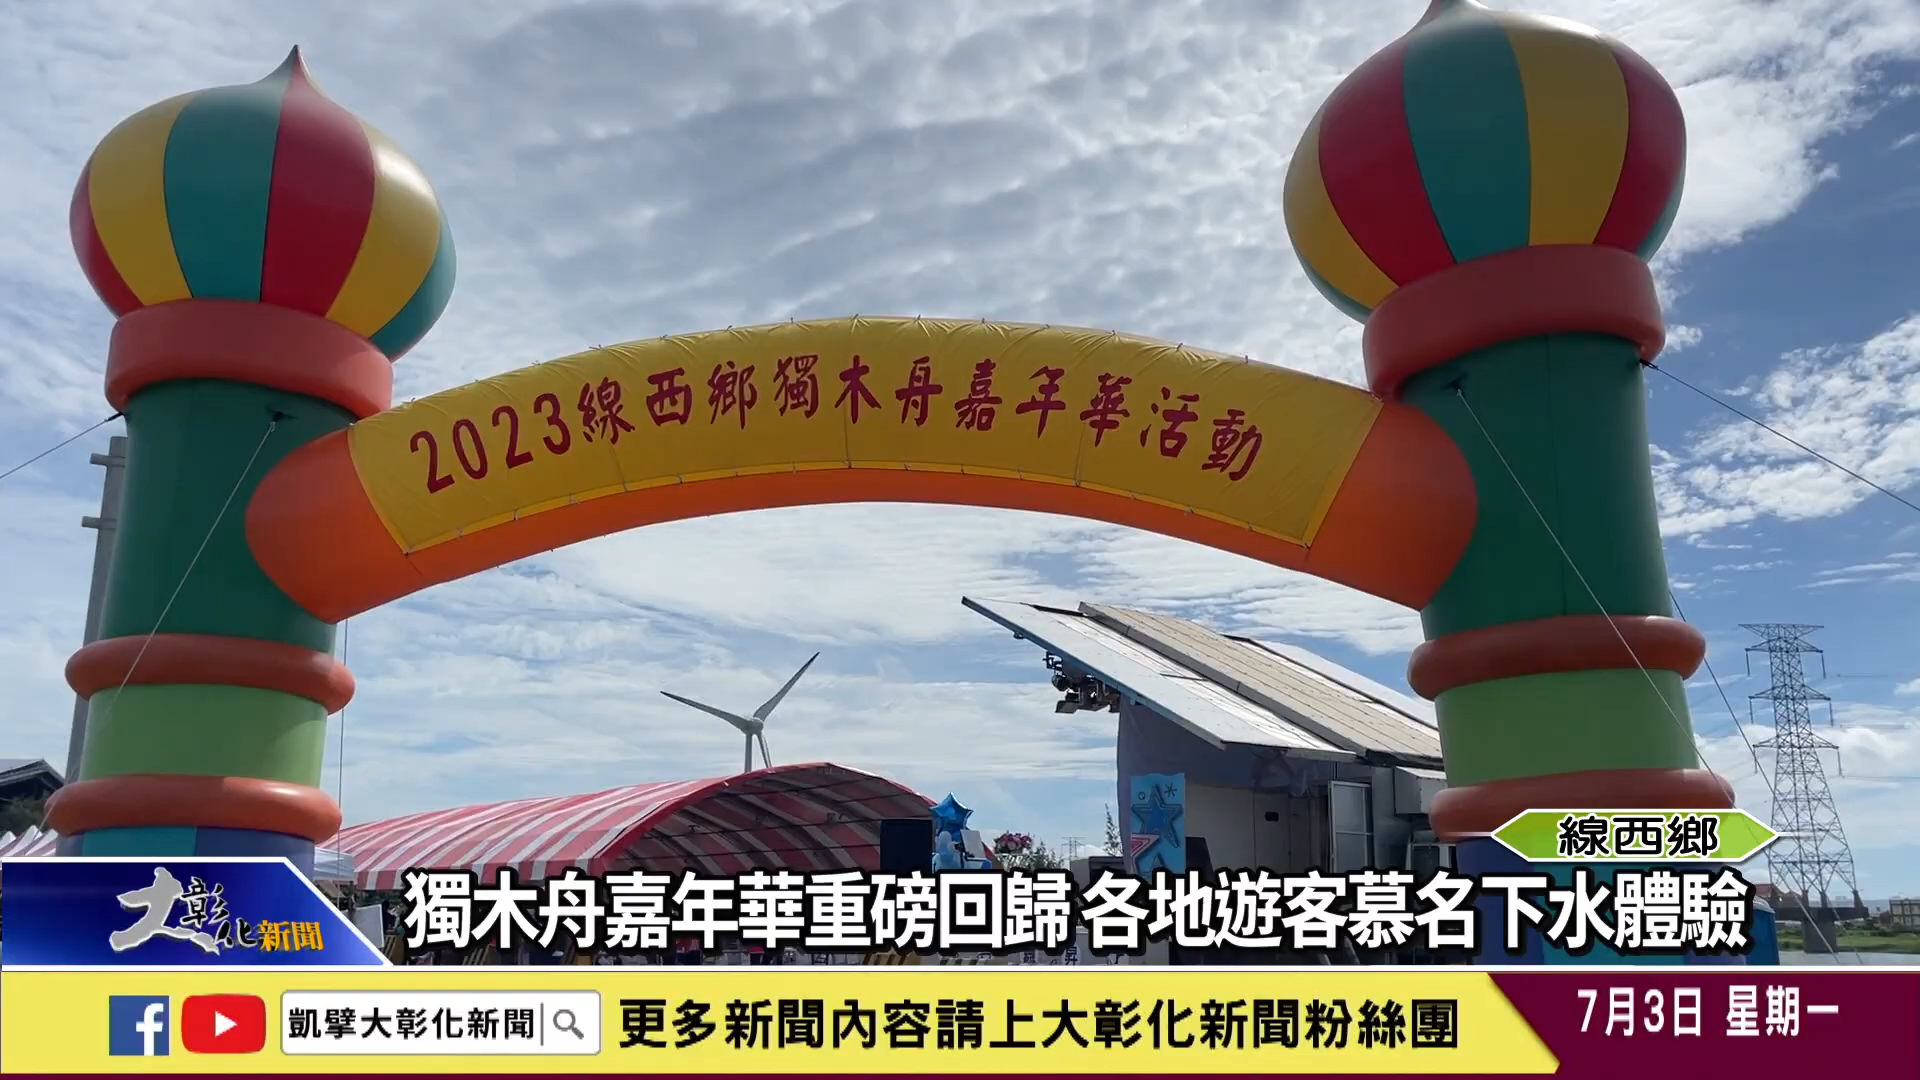 2023線西鄉獨木舟嘉年華活動
線西鄉
大彰化新聞
獨木舟嘉年華重磅回歸 各地遊客慕名下水體驗
凱擘大彰化新聞
更多新聞內容請上大彰化新聞粉絲團
7月3日 星期一